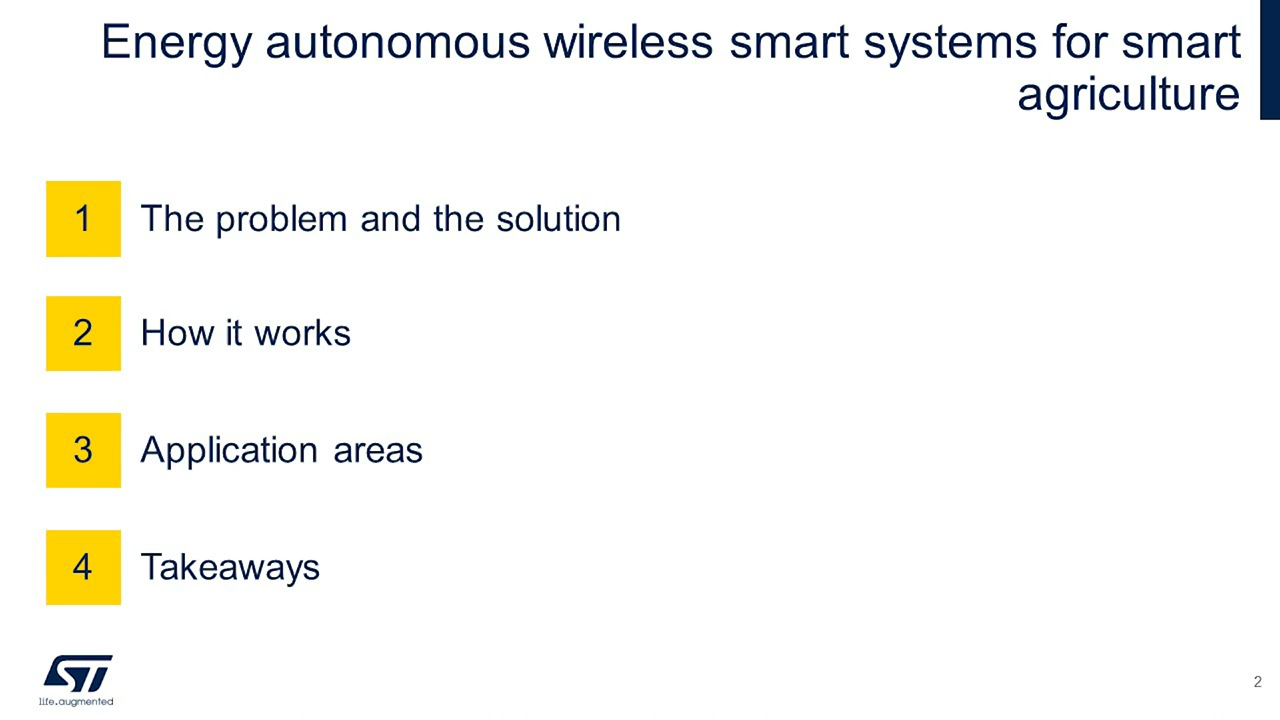 Energy autonomous wireless smart systems for smart
agriculture
1 The problem and the solution
2 How it works
3 Application areas
4 Takeaways
ST
life.augmented
2